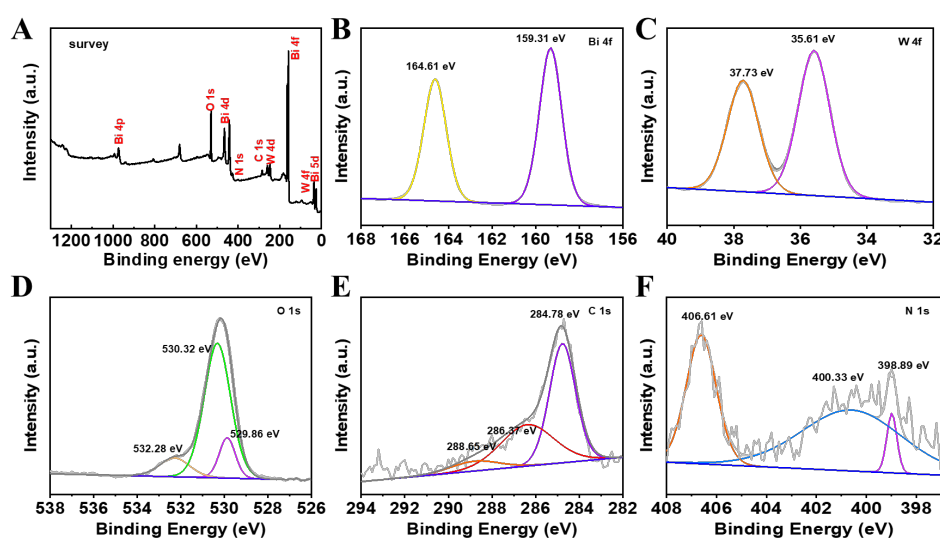 A
survey
Intensity (a.u.)
Bi 4p
O 1s
Bi 4d
N 1s
C 1s
W 4d
Bi 4f
W 4f
Bi 5d
1300 1000 800 600 400 200 0
Binding energy (eV)
B
Bi 4f
164.61 eV
159.31 eV
Intensity (a.u.)
168 166 164 162 160 158 156
Binding Energy (eV)
C
W 4f
37.73 eV
35.61 eV
Intensity (a.u.)
40 38 36 34 32
Binding Energy (eV)
D
O 1s
530.32 eV
532.28 eV
529.86 eV
Intensity (a.u.)
538 536 534 532 530 528 526
Binding Energy (eV)
E
C 1s
284.78 eV
286.37 eV
288.65 eV
Intensity (a.u.)
294 292 290 288 286 284 282
Binding Energy (eV)
F
N 1s
406.61 eV
400.33 eV
398.89 eV
Intensity (a.u.)
408 406 404 402 400 398
Binding Energy (eV)